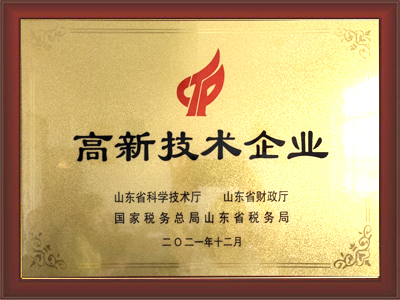 高新技术企业
山东省科学技术厅 山东省财政厅
国家税务总局山东省税务局
二〇二一年十二月